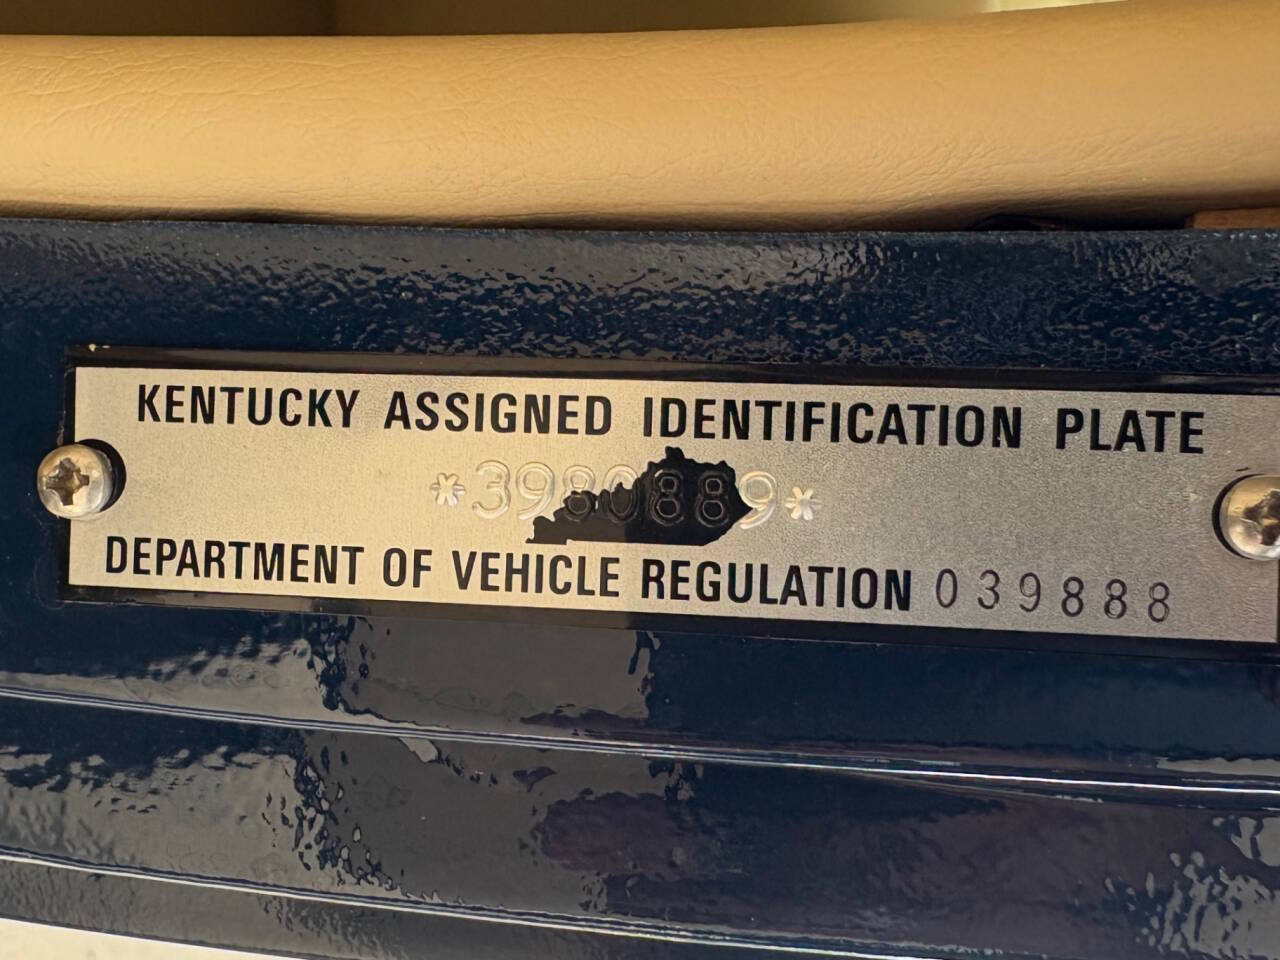 KENTUCKY ASSIGNED IDENTIFICATION PLATE
*3980889*
DEPARTMENT OF VEHICLE REGULATION 039888